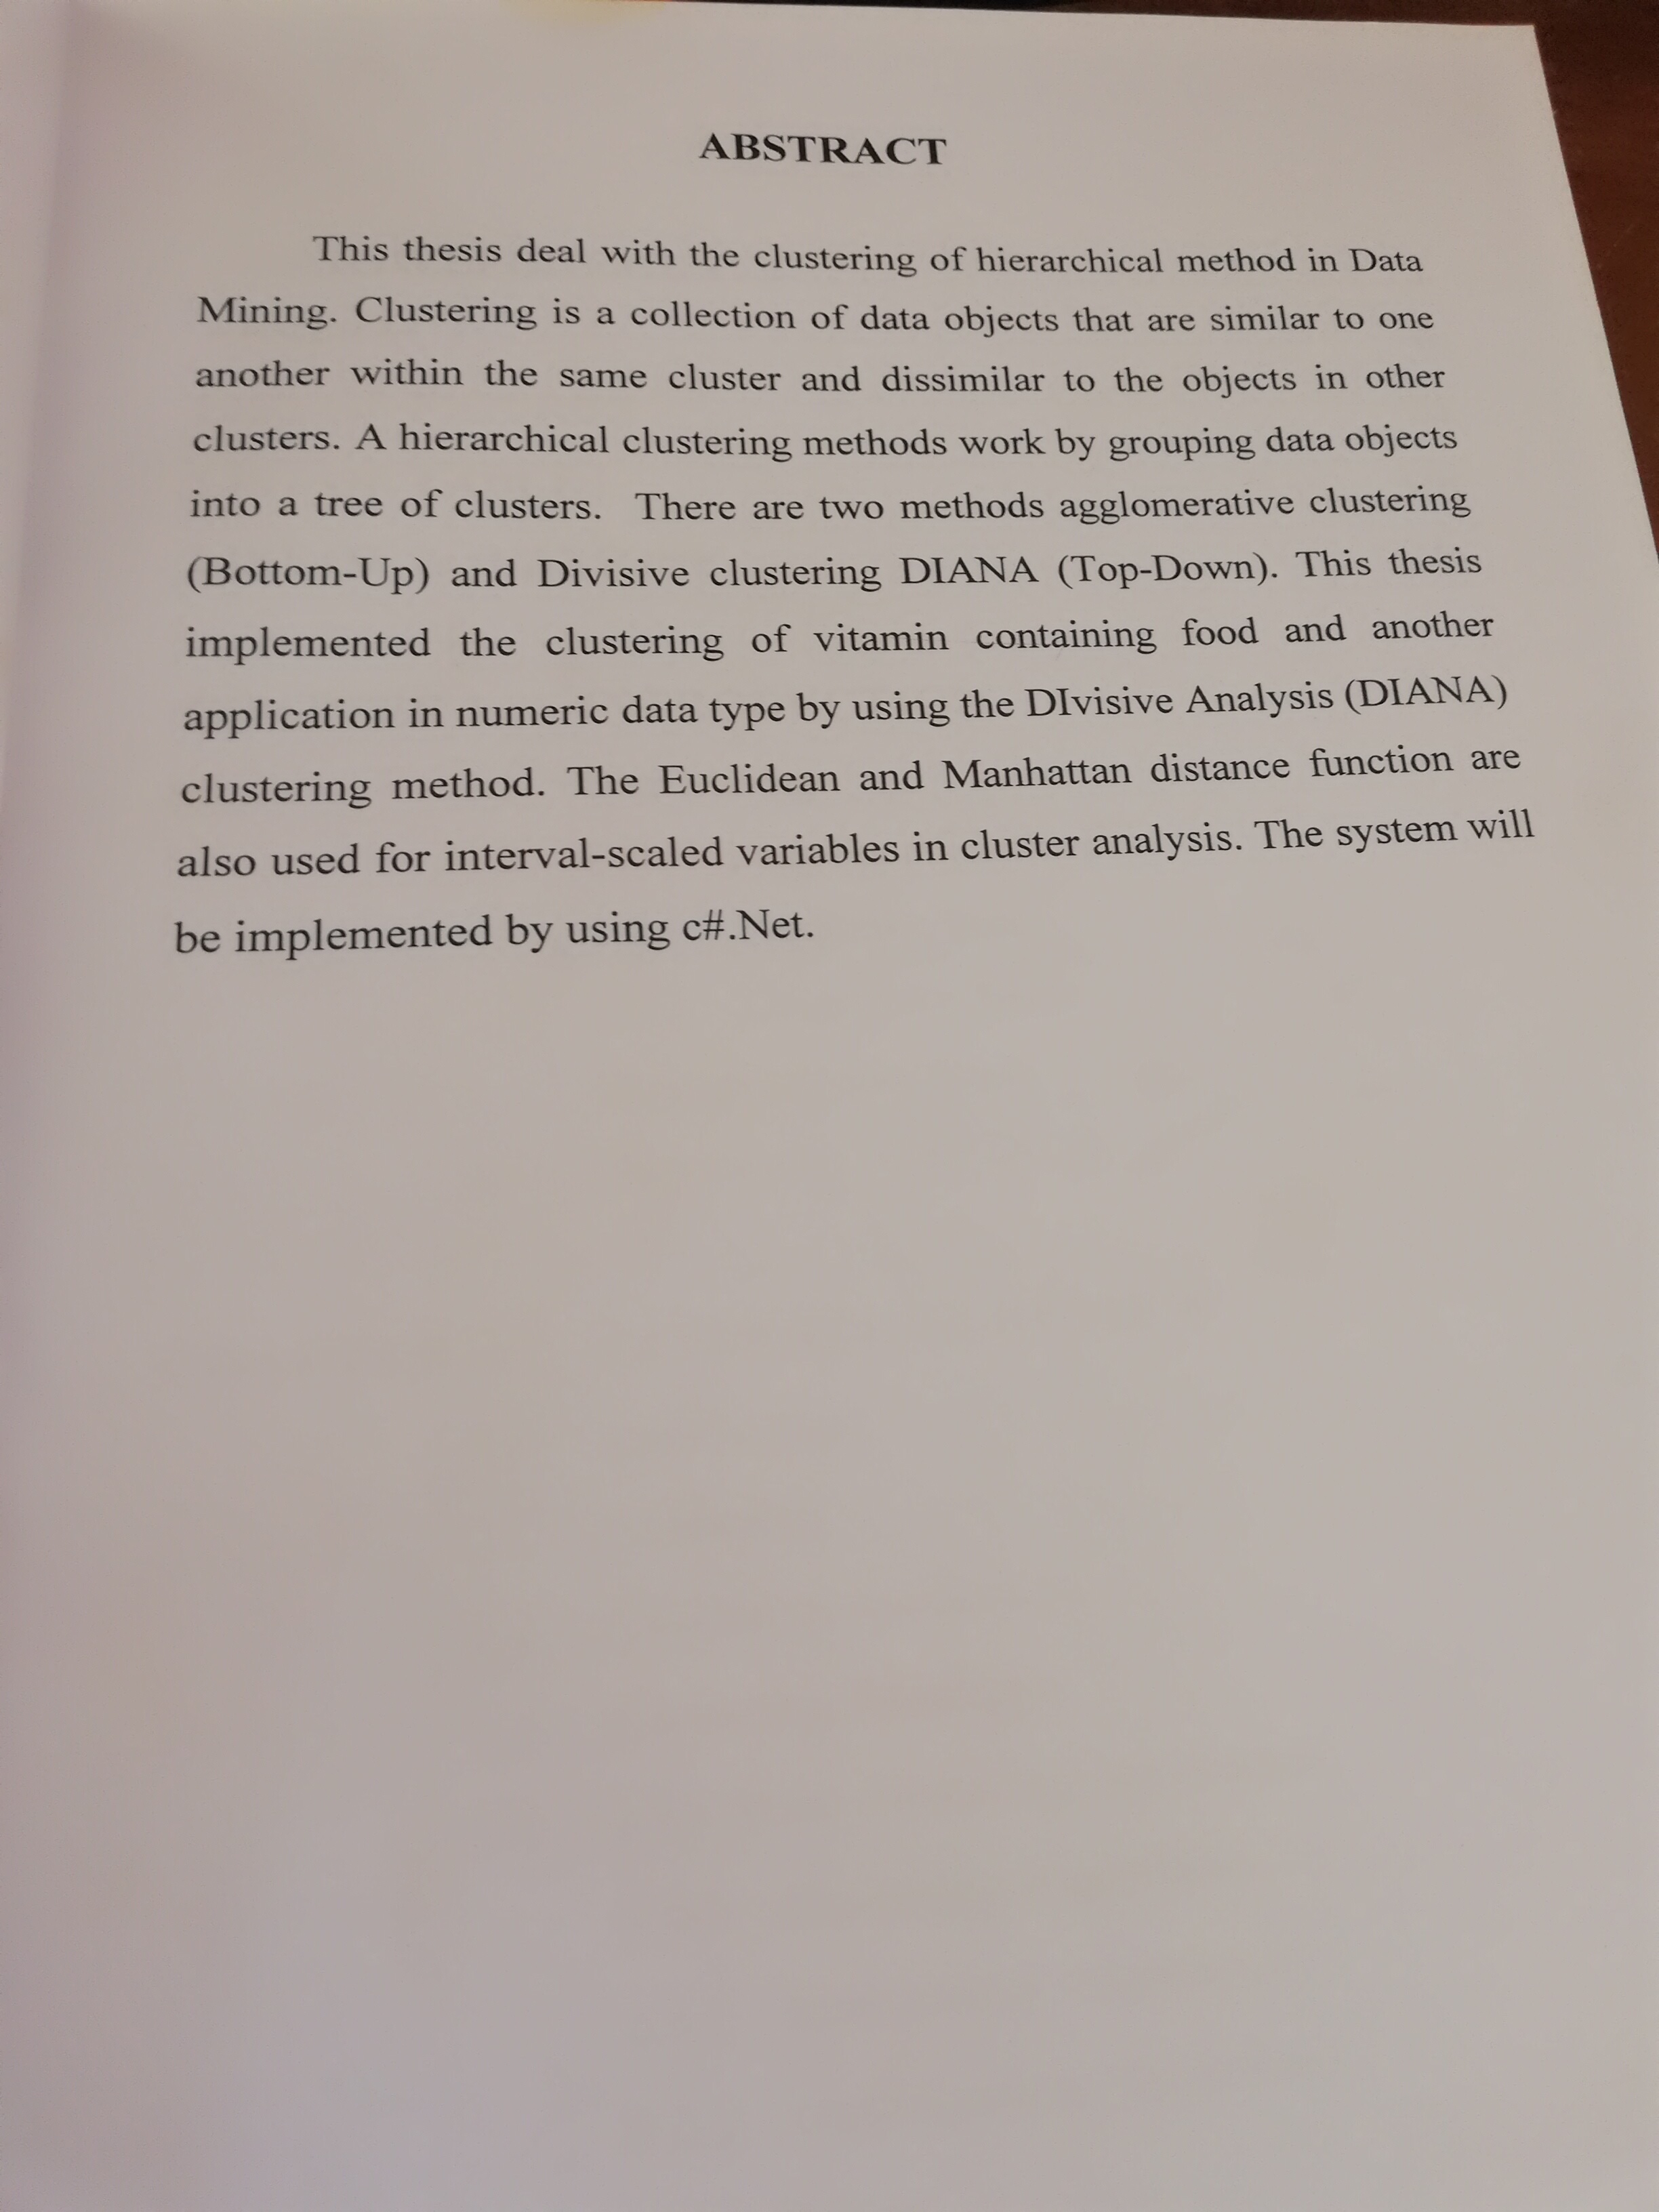 ABSTRACT
This thesis deal with the clustering of hierarchical method in Data
Mining. Clustering is a collection of data objects that are similar to one
another within the same cluster and dissimilar to the objects in other
clusters. A hierarchical clustering methods work by grouping data objects
into a tree of clusters. There are two methods agglomerative clustering
(Bottom-Up) and Divisive clustering DIANA (Top-Down). This thesis
implemented the clustering of vitamin containing food and another
application in numeric data type by using the DIvisive Analysis (DIANA)
clustering method. The Euclidean and Manhattan distance function are
also used for interval-scaled variables in cluster analysis. The system will
be implemented by using c#.Net.